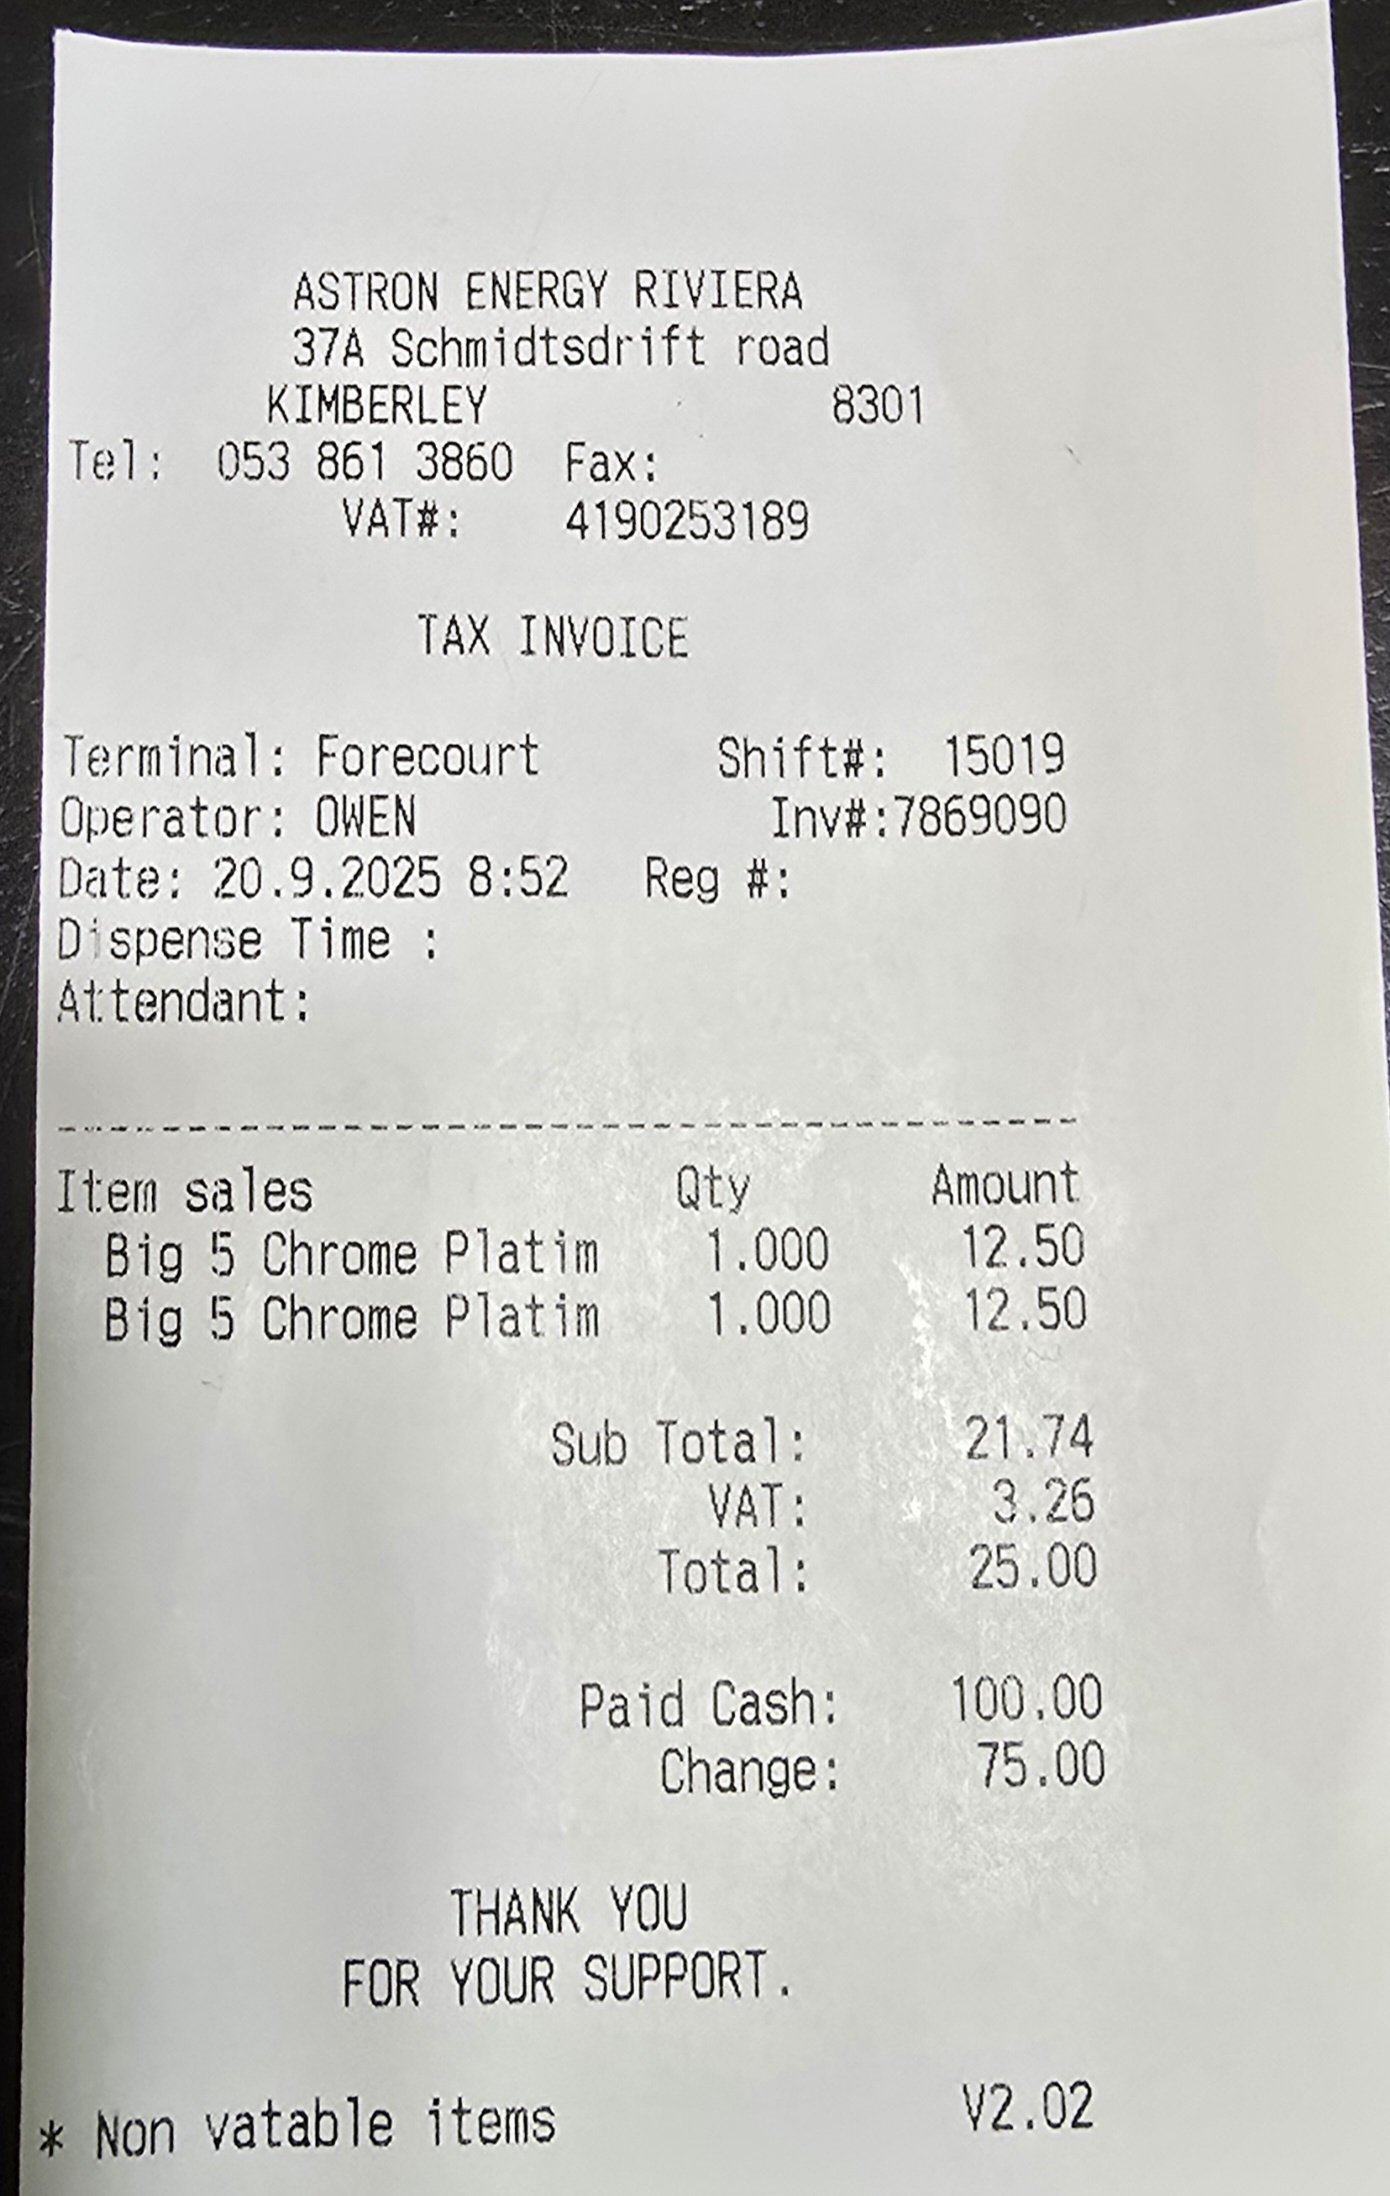 ASTRON ENERGY RIVIERA
37A Schmidtsdrift road
KIMBERLEY 8301
Tel: 053 861 3860 Fax:
VAT#: 4190253189
TAX INVOICE
Terminal: Forecourt Shift#: 15019
Operator: OWEN Inv#:7869090
Date: 20.9.2025 8:52 Reg #:
Dispense Time :
Attendant:
Item sales Qty Amount
Big 5 Chrome Platim 1.000 12.50
Big 5 Chrome Platim 1.000 12.50
Sub Total: 21.74
VAT: 3.26
Total: 25.00
Paid Cash: 100.00
Change: 75.00
THANK YOU
FOR YOUR SUPPORT.
* Non vatable items V2.02